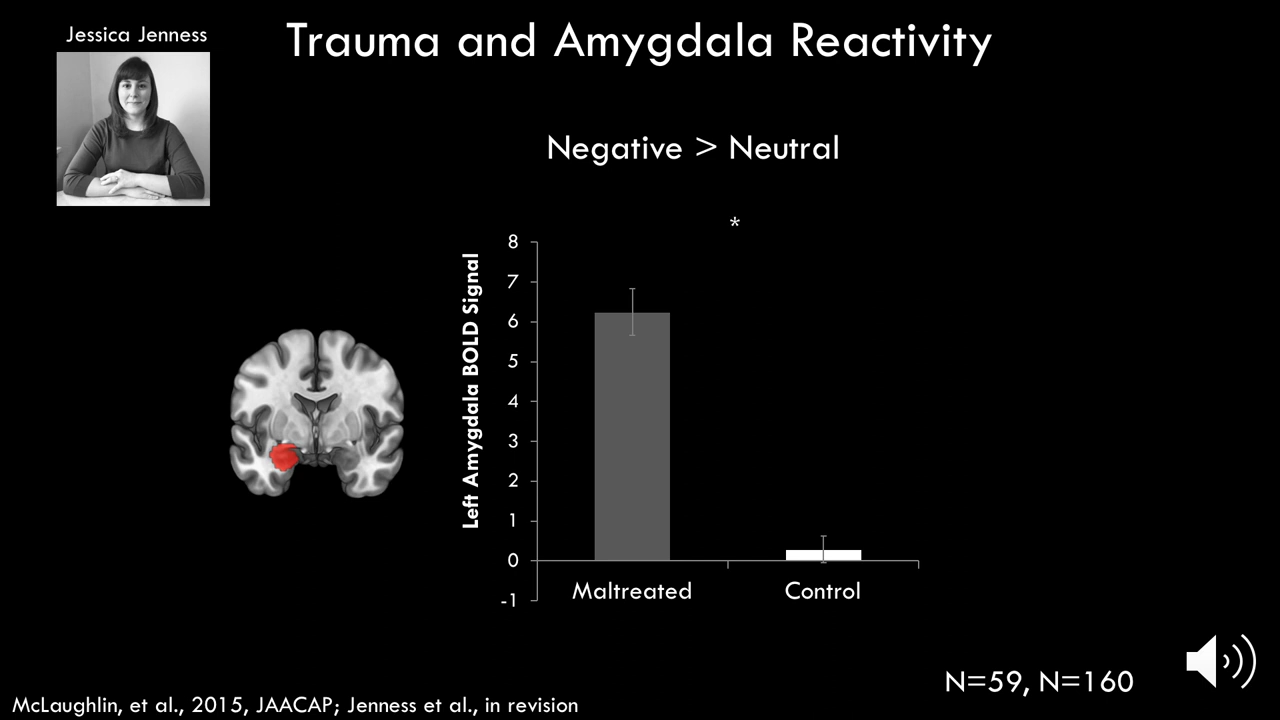 Jessica Jenness
Trauma and Amygdala Reactivity
Negative > Neutral
*
Left Amygdala BOLD Signal
8
7
6
5
4
3
2
1
0
-1
Maltreated
Control
N=59, N=160
McLaughlin, et al., 2015, JAACAP; Jenness et al., in revision